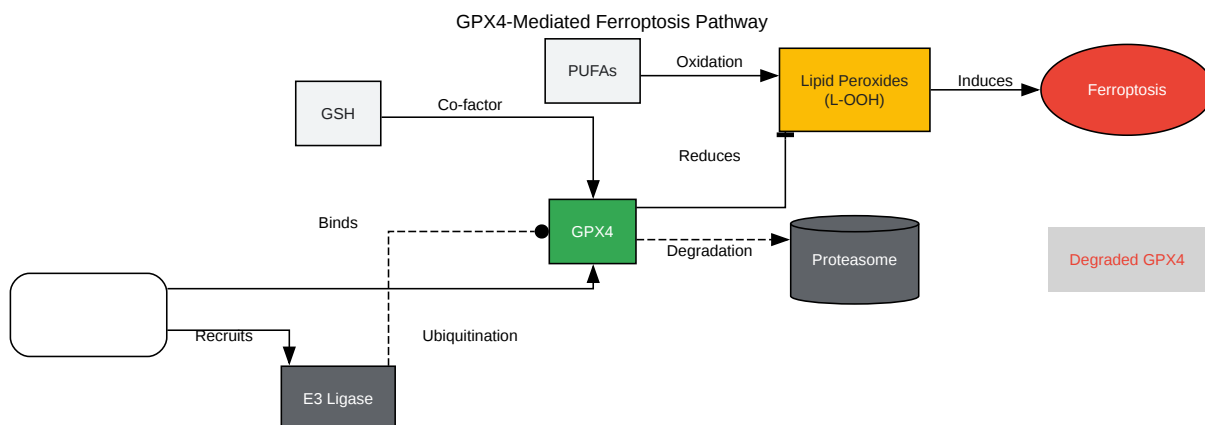 GPX4-Mediated Ferroptosis Pathway
PUFAs
Oxidation
Lipid Peroxides
(L-OOH)
Induces
Ferroptosis
GSH
Co-factor
Reduces
Binds
GPX4
Degradation
Proteasome
Degraded GPX4
Recruits
Ubiquitination
E3 Ligase